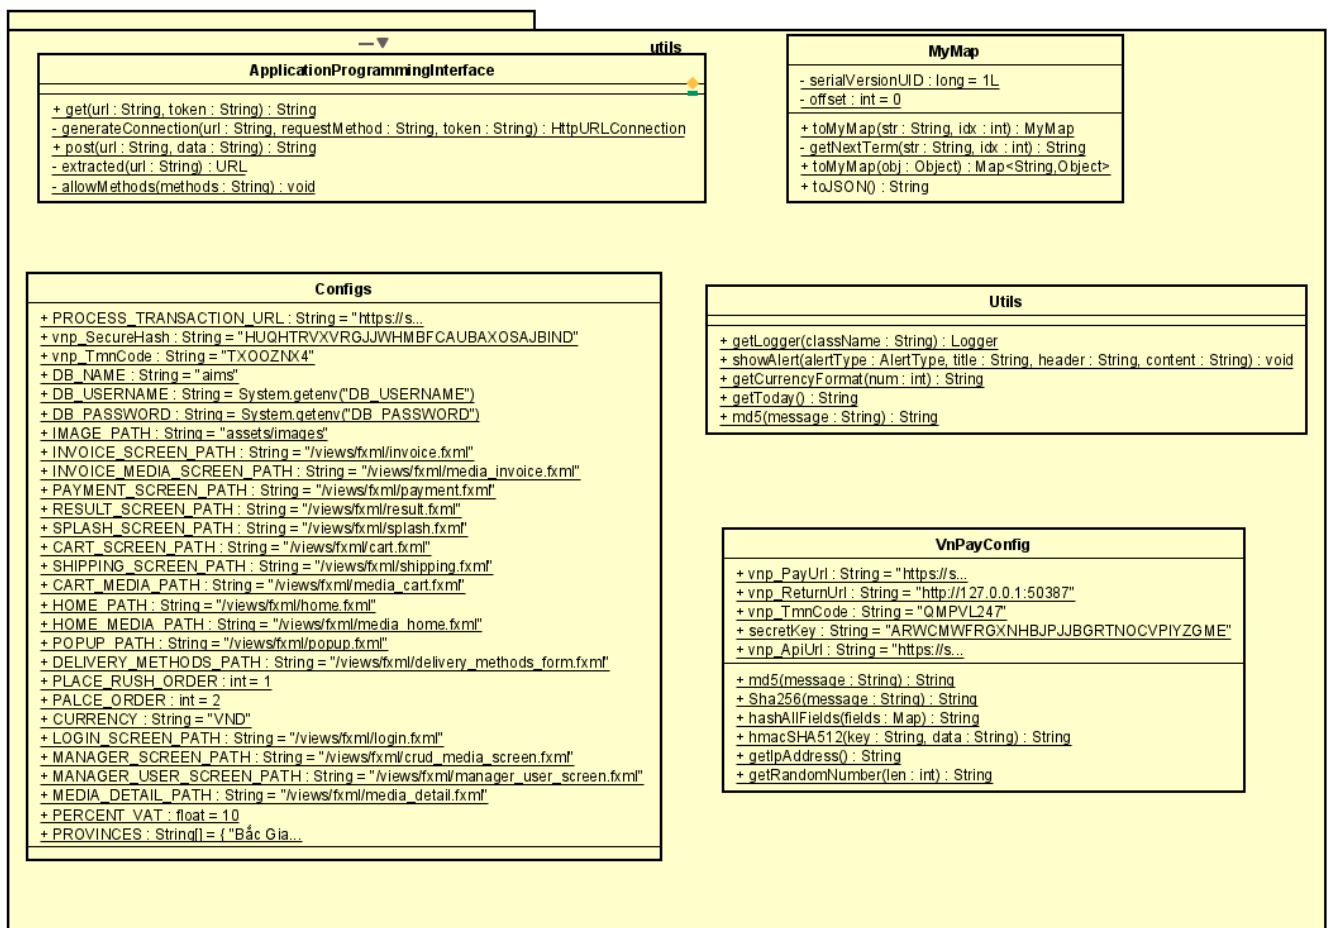 utils
ApplicationProgrammingInterface
+ get(url : String, token : String) : String
- generateConnection(url : String, requestMethod : String, token : String) : HttpURLConnection
+ post(url : String, data : String) : String
- extracted(url : String) : URL
- allowMethods(methods : String) : void
MyMap
- serialVersionUID : long = 1L
- offset : int = 0
+ toMyMap(str : String, idx : int) : MyMap
- getNextTerm(str : String, idx : int) : String
+ toMyMap(obj : Object) : Map<String,Object>
+ toJSON() : String
Configs
+ PROCESS_TRANSACTION_URL : String = "https://s...
+ vnp_SecureHash : String = "HUQHTRVXVRGJJWHMBFCAUBAXOSAJBIND"
+ vnp_TmnCode : String = "TXOOZNX4"
+ DB_NAME : String = "aims"
+ DB_USERNAME : String = System.getenv("DB_USERNAME")
+ DB_PASSWORD : String = System.getenv("DB_PASSWORD")
+ IMAGE_PATH : String = "assets/images"
+ INVOICE_SCREEN_PATH : String = "/views/fxml/invoice.fxml"
+ INVOICE_MEDIA_SCREEN_PATH : String = "/views/fxml/media_invoice.fxml"
+ PAYMENT_SCREEN_PATH : String = "/views/fxml/payment.fxml"
+ RESULT_SCREEN_PATH : String = "/views/fxml/result.fxml"
+ SPLASH_SCREEN_PATH : String = "/views/fxml/splash.fxml"
+ CART_SCREEN_PATH : String = "/views/fxml/cart.fxml"
+ SHIPPING_SCREEN_PATH : String = "/views/fxml/shipping.fxml"
+ CART_MEDIA_PATH : String = "/views/fxml/media_cart.fxml"
+ HOME_PATH : String = "/views/fxml/home.fxml"
+ HOME_MEDIA_PATH : String = "/views/fxml/media_home.fxml"
+ POPUP_PATH : String = "/views/fxml/popup.fxml"
+ DELIVERY_METHODS_PATH : String = "/views/fxml/delivery_methods_form.fxml"
+ PLACE_RUSH_ORDER : int = 1
+ PALCE_ORDER : int = 2
+ CURRENCY : String = "VND"
+ LOGIN_SCREEN_PATH : String = "/views/fxml/login.fxml"
+ MANAGER_SCREEN_PATH : String = "/views/fxml/crud_media_screen.fxml"
+ MANAGER_USER_SCREEN_PATH : String = "/views/fxml/manager_user_screen.fxml"
+ MEDIA_DETAIL_PATH : String = "/views/fxml/media_detail.fxml"
+ PERCENT_VAT : float = 10
+ PROVINCES : String[] = { "Bắc Gia...
Utils
+ getLogger(className : String) : Logger
+ showAlert(alertType : AlertType, title : String, header : String, content : String) : void
+ getCurrencyFormat(num : int) : String
+ getToday() : String
+ md5(message : String) : String
VnPayConfig
+ vnp_PayUrl : String = "https://s...
+ vnp_ReturnUrl : String = "http://127.0.0.1:50387"
+ vnp_TmnCode : String = "QMPVL247"
+ secretKey : String = "ARWCMWFRGXNHBJPJJBGRTNOCVPIYZGME"
+ vnp_ApiUrl : String = "https://s...
+ md5(message : String) : String
+ Sha256(message : String) : String
+ hashAllFields(fields : Map) : String
+ hmacSHA512(key : String, data : String) : String
+ getIpAddress() : String
+ getRandomNumber(len : int) : String